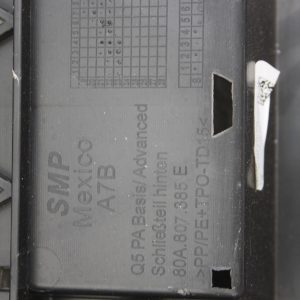 SMP
Mexico
A7B
Q5 PA Basis/Advanced
Schließteil hinten
80A.807.385 E
>PP/PE+TPO-TD15<